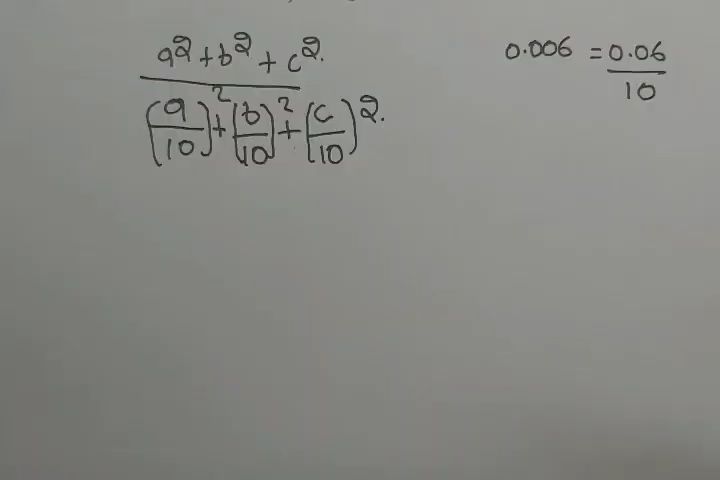 a² + b² + c².
(a/10)² + (b/10)² + (c/10)².
0.006 = 0.06
10